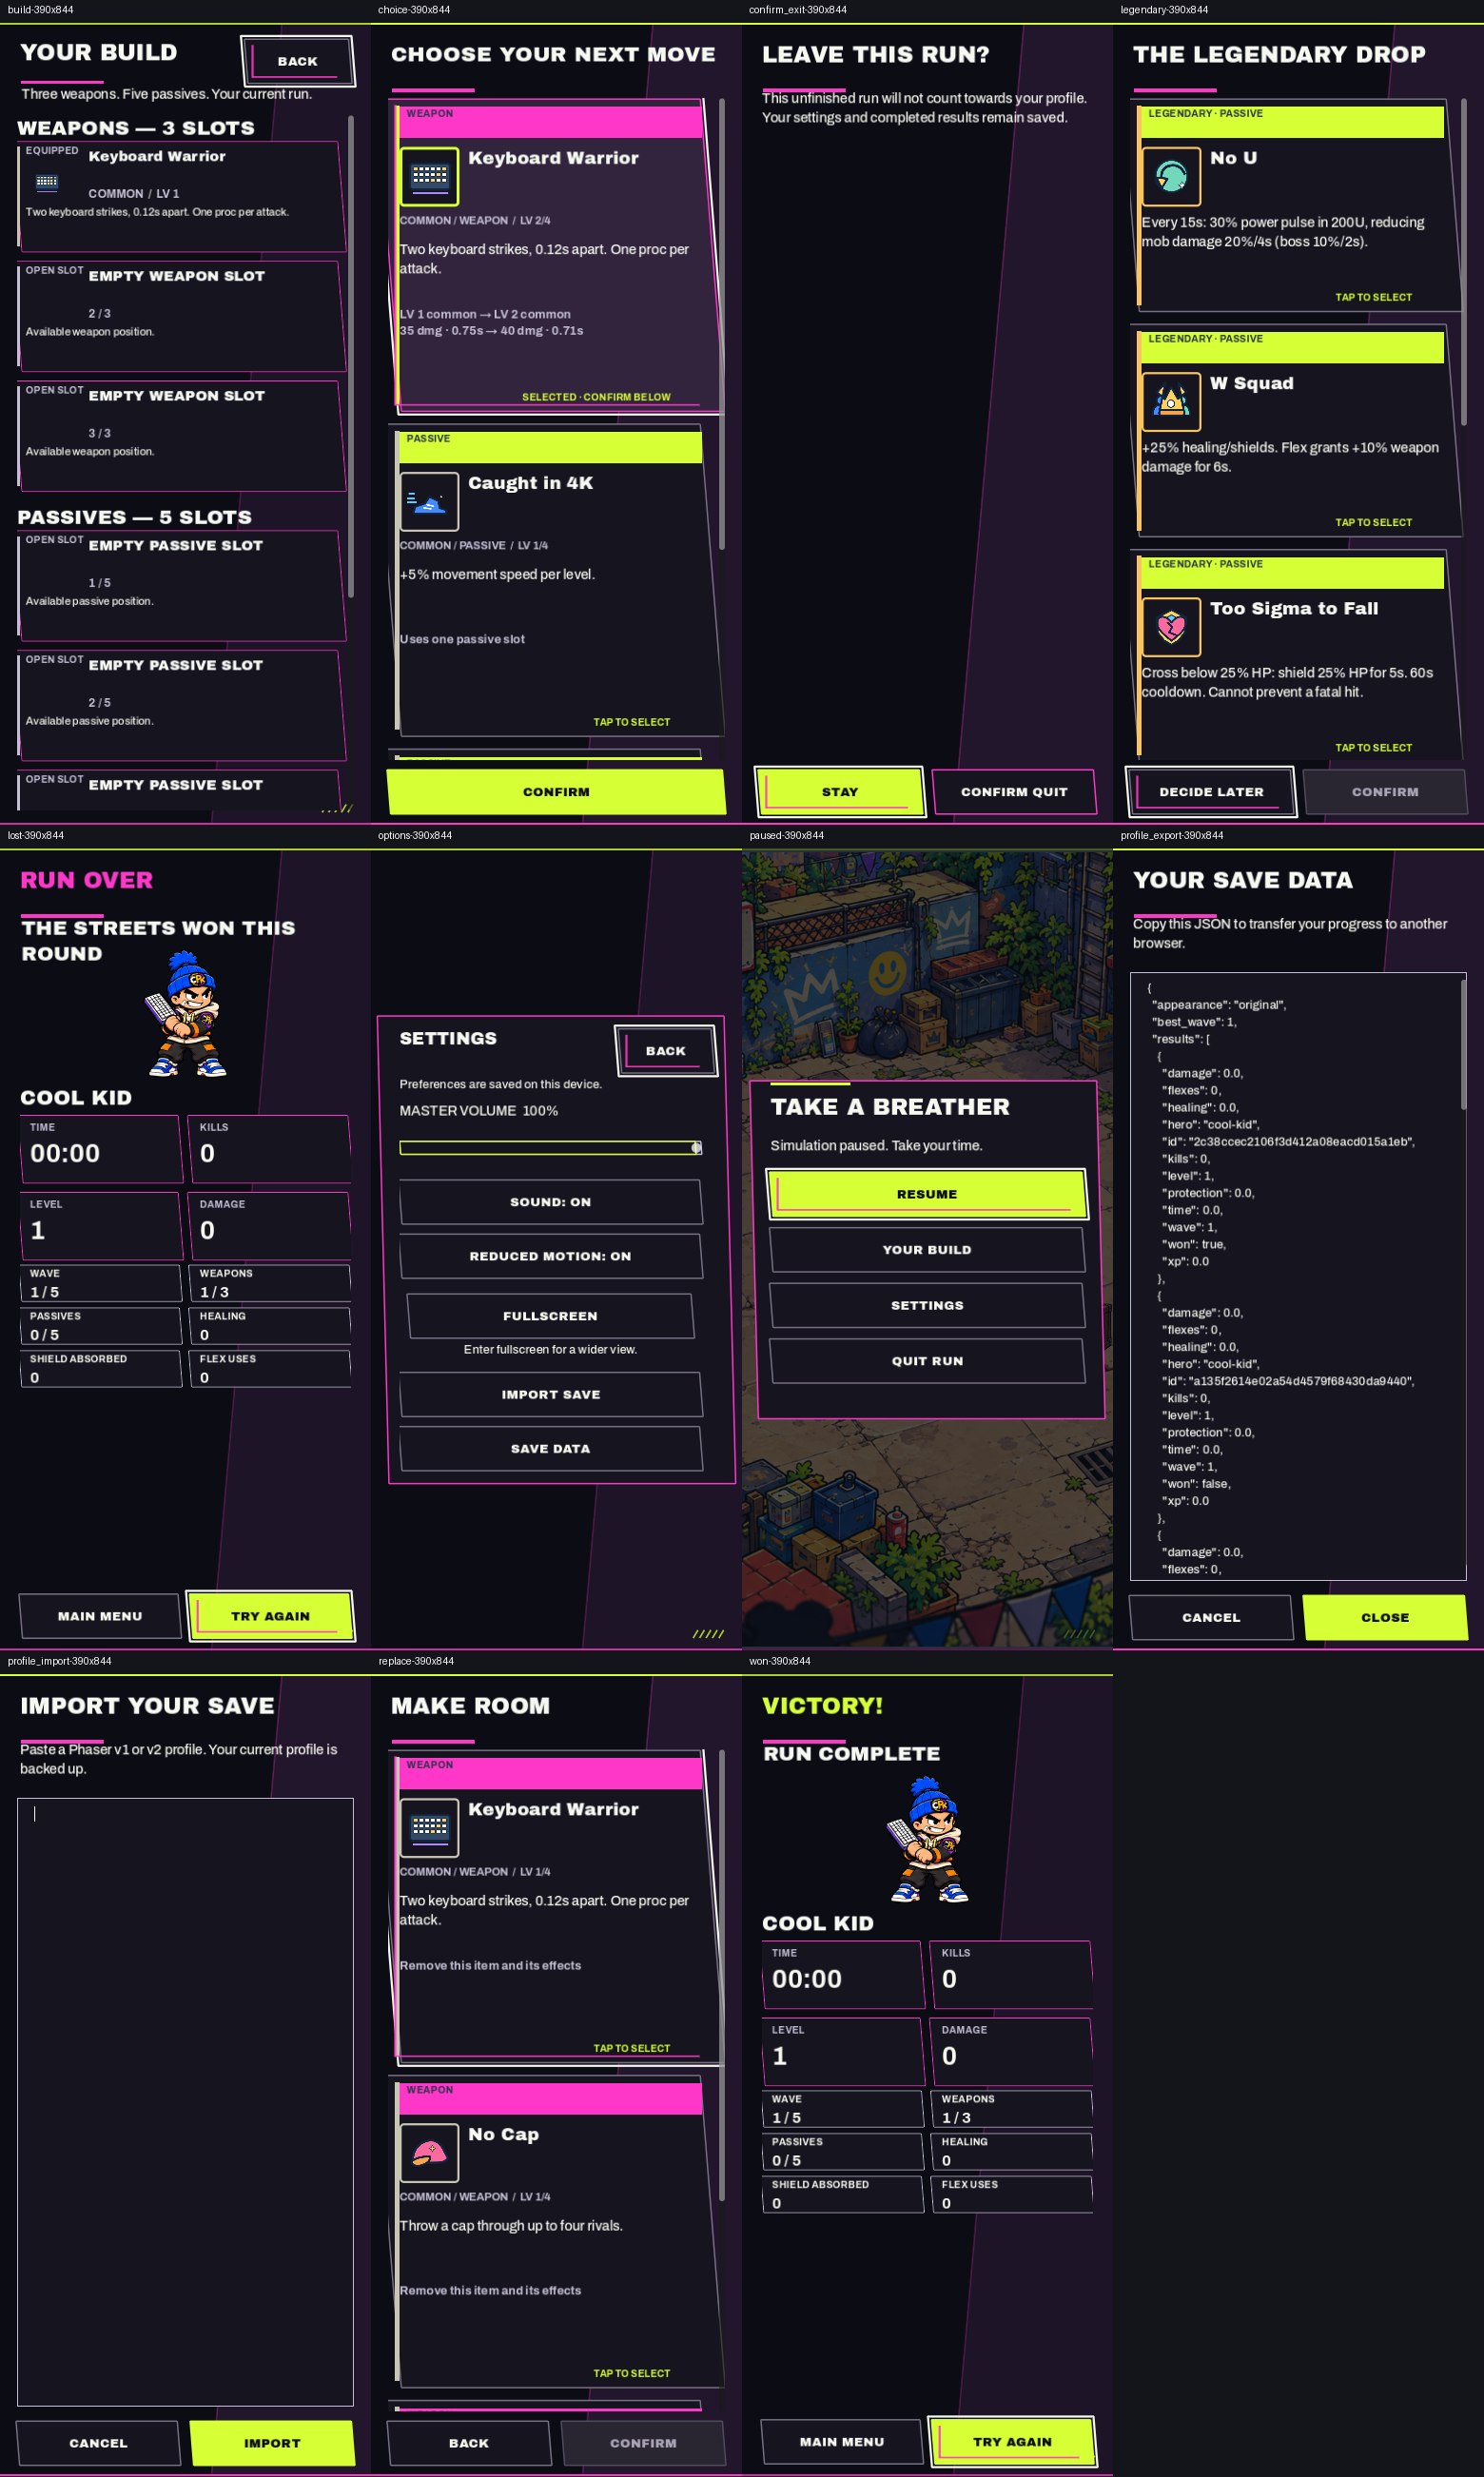 build-390x844
YOUR BUILD
BACK
Three weapons. Five passives. Your current run.
WEAPONS — 3 SLOTS
EQUIPPED
Keyboard Warrior
COMMON / LV 1
Two keyboard strikes, 0.12s apart. One proc per attack.
OPEN SLOT
EMPTY WEAPON SLOT
2 / 3
Available weapon position.
OPEN SLOT
EMPTY WEAPON SLOT
3 / 3
Available weapon position.
PASSIVES — 5 SLOTS
OPEN SLOT
EMPTY PASSIVE SLOT
1 / 5
Available passive position.
OPEN SLOT
EMPTY PASSIVE SLOT
2 / 5
Available passive position.
OPEN SLOT
EMPTY PASSIVE SLOT
choice-390x844
CHOOSE YOUR NEXT MOVE
WEAPON
Keyboard Warrior
COMMON / WEAPON / LV 2/4
Two keyboard strikes, 0.12s apart. One proc per
attack.
LV 1 common → LV 2 common
35 dmg · 0.75s → 40 dmg · 0.71s
SELECTED · CONFIRM BELOW
PASSIVE
Caught in 4K
COMMON / PASSIVE / LV 1/4
+5% movement speed per level.
Uses one passive slot
TAP TO SELECT
CONFIRM
confirm_exit-390x844
LEAVE THIS RUN?
This unfinished run will not count towards your profile.
Your settings and completed results remain saved.
STAY
CONFIRM QUIT
legendary-390x844
THE LEGENDARY DROP
LEGENDARY · PASSIVE
No U
Every 15s: 30% power pulse in 200U, reducing
mob damage 20%/4s (boss 10%/2s).
TAP TO SELECT
LEGENDARY · PASSIVE
W Squad
+25% healing/shields. Flex grants +10% weapon
damage for 6s.
TAP TO SELECT
LEGENDARY · PASSIVE
Too Sigma to Fall
Cross below 25% HP: shield 25% HP for 5s. 60s
cooldown. Cannot prevent a fatal hit.
TAP TO SELECT
DECIDE LATER
CONFIRM
lost-390x844
RUN OVER
THE STREETS WON THIS
ROUND
CPK
COOL KID
TIME
00:00
KILLS
0
LEVEL
1
DAMAGE
0
WAVE
1 / 5
WEAPONS
1 / 3
PASSIVES
0 / 5
HEALING
0
SHIELD ABSORBED
0
FLEX USES
0
MAIN MENU
TRY AGAIN
options-390x844
SETTINGS
BACK
Preferences are saved on this device.
MASTER VOLUME 100%
SOUND: ON
REDUCED MOTION: ON
FULLSCREEN
Enter fullscreen for a wider view.
IMPORT SAVE
SAVE DATA
paused-390x844
TAKE A BREATHER
Simulation paused. Take your time.
RESUME
YOUR BUILD
SETTINGS
QUIT RUN
profile_export-390x844
YOUR SAVE DATA
Copy this JSON to transfer your progress to another
browser.
{
"appearance": "original",
"best_wave": 1,
"results": [
{
"damage": 0.0,
"flexes": 0,
"healing": 0.0,
"hero": "cool-kid",
"id": "2c38ccec2106f3d412a08eacd015a1eb",
"kills": 0,
"level": 1,
"protection": 0.0,
"time": 0.0,
"wave": 1,
"won": true,
"xp": 0.0
},
{
"damage": 0.0,
"flexes": 0,
"healing": 0.0,
"hero": "cool-kid",
"id": "a135f2614e02a54d4579f68430da9440",
"kills": 0,
"level": 1,
"protection": 0.0,
"time": 0.0,
"wave": 1,
"won": false,
"xp": 0.0
},
{
"damage": 0.0,
"flexes": 0,
CANCEL
CLOSE
profile_import-390x844
IMPORT YOUR SAVE
Paste a Phaser v1 or v2 profile. Your current profile is
backed up.
CANCEL
IMPORT
replace-390x844
MAKE ROOM
WEAPON
Keyboard Warrior
COMMON / WEAPON / LV 1/4
Two keyboard strikes, 0.12s apart. One proc per
attack.
Remove this item and its effects
TAP TO SELECT
WEAPON
No Cap
COMMON / WEAPON / LV 1/4
Throw a cap through up to four rivals.
Remove this item and its effects
TAP TO SELECT
BACK
CONFIRM
won-390x844
VICTORY!
RUN COMPLETE
CPK
COOL KID
TIME
00:00
KILLS
0
LEVEL
1
DAMAGE
0
WAVE
1 / 5
WEAPONS
1 / 3
PASSIVES
0 / 5
HEALING
0
SHIELD ABSORBED
0
FLEX USES
0
MAIN MENU
TRY AGAIN